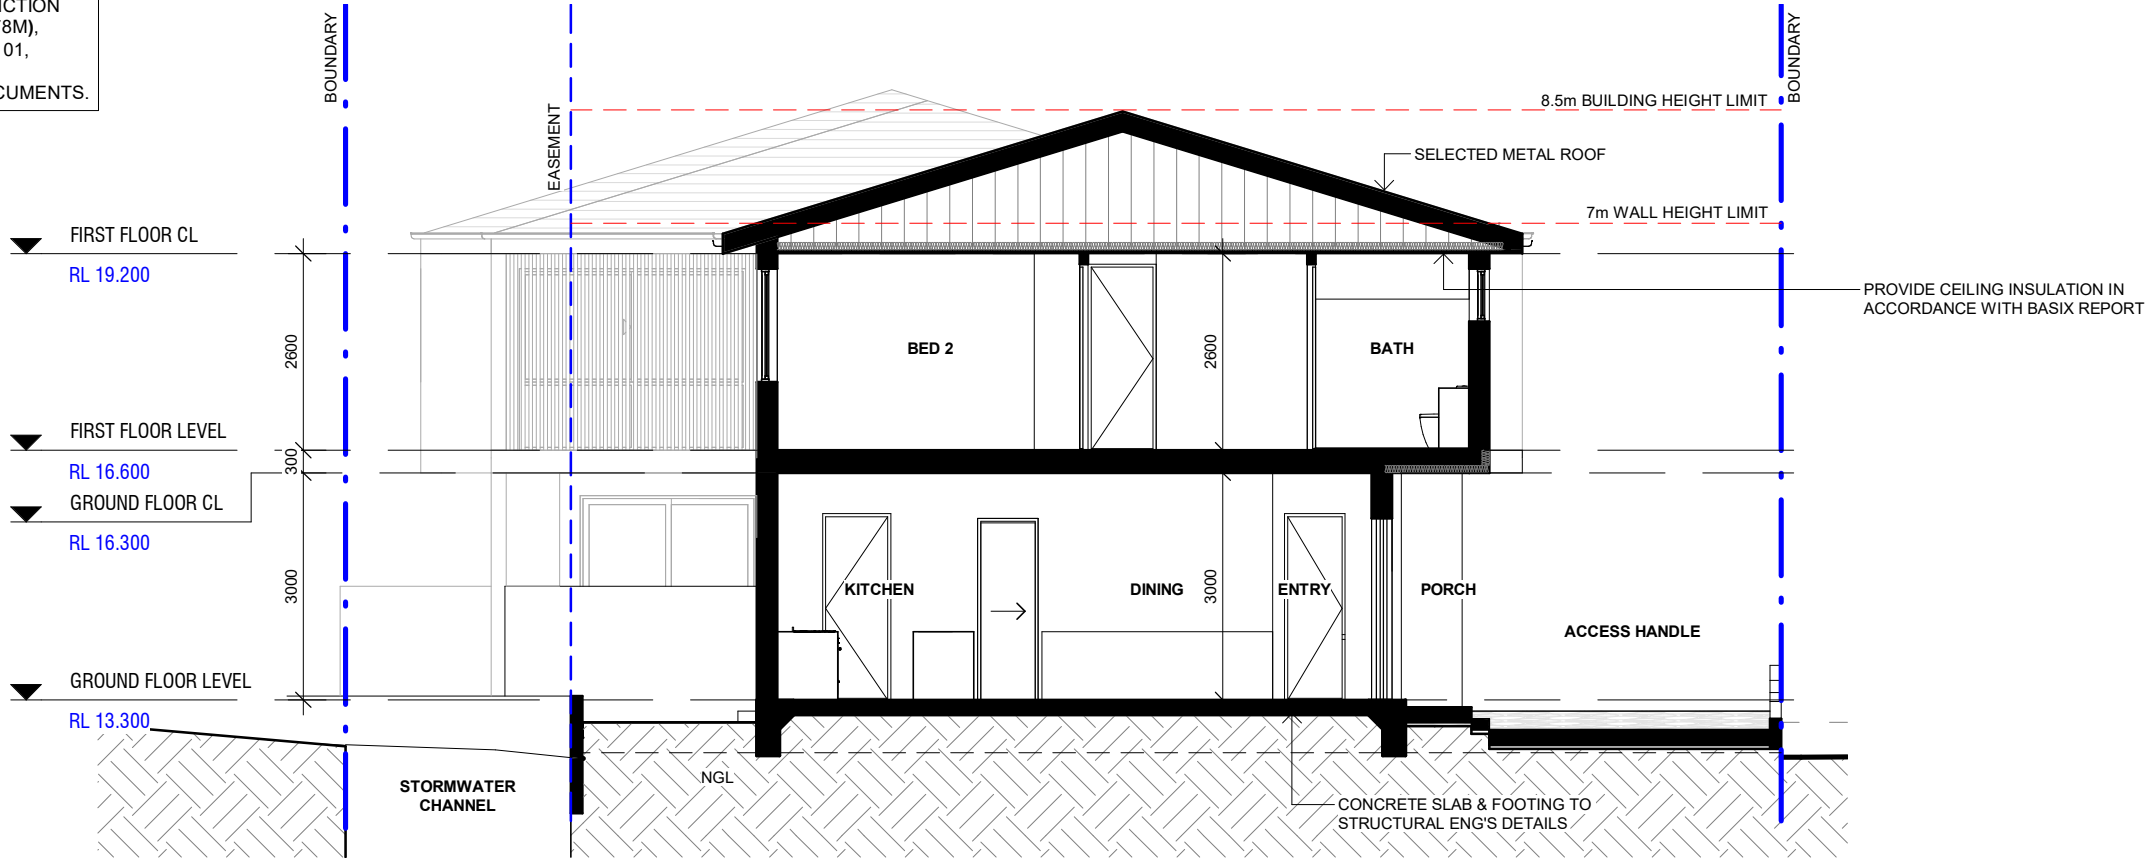 8M),
01,
CUMENTS.
BOUNDARY
EASEMENT
BOUNDARY
8.5m BUILDING HEIGHT LIMIT
SELECTED METAL ROOF
7m WALL HEIGHT LIMIT
FIRST FLOOR CL
RL 19.200
PROVIDE CEILING INSULATION IN
ACCORDANCE WITH BASIX REPORT
2600
BED 2
2600
BATH
FIRST FLOOR LEVEL
RL 16.600
300
GROUND FLOOR CL
RL 16.300
3000
KITCHEN
DINING
3000
ENTRY
PORCH
ACCESS HANDLE
GROUND FLOOR LEVEL
RL 13.300
STORMWATER
CHANNEL
NGL
CONCRETE SLAB & FOOTING TO
STRUCTURAL ENG'S DETAILS